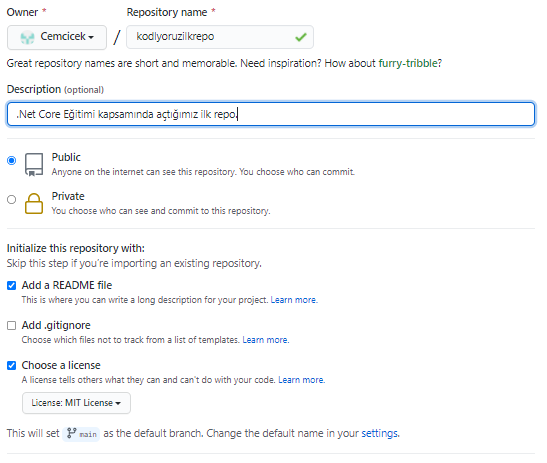 Owner * Repository name *
Cemcicek / kodlyoruzilkrepo
Great repository names are short and memorable. Need inspiration? How about furry-tribble?
Description (optional)
.Net Core Eğitimi kapsamında açtığımız ilk repo.
Public
Anyone on the internet can see this repository. You choose who can commit.
Private
You choose who can see and commit to this repository.
Initialize this repository with:
Skip this step if you're importing an existing repository.
Add a README file
This is where you can write a long description for your project. Learn more.
Add .gitignore
Choose which files not to track from a list of templates. Learn more.
Choose a license
A license tells others what they can and can't do with your code. Learn more.
License: MIT License
This will set main as the default branch. Change the default name in your settings.